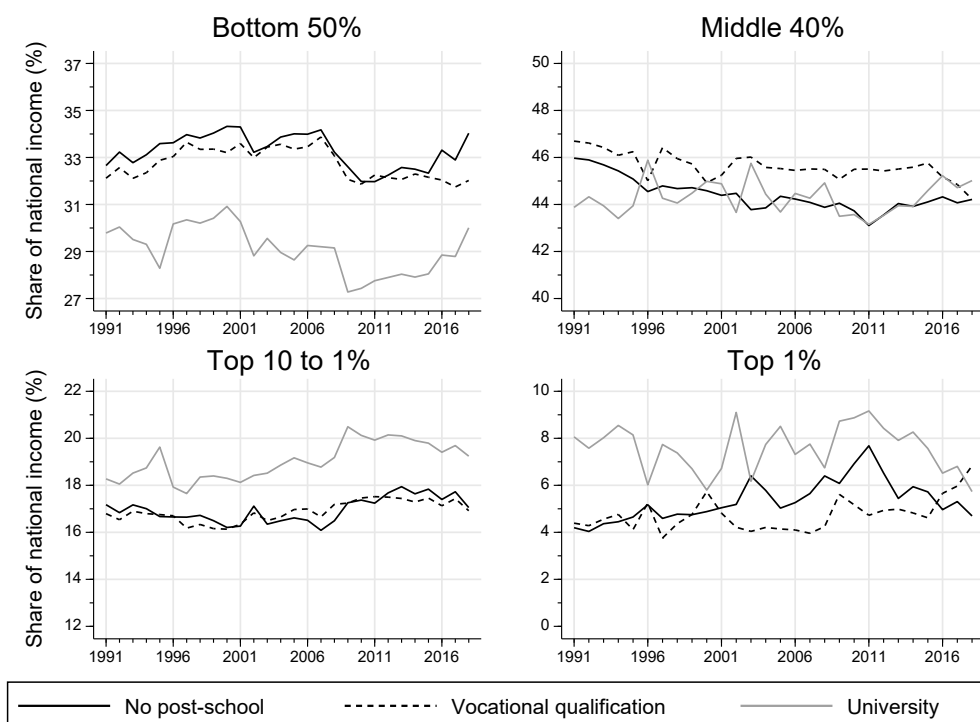 Bottom 50%
Middle 40%
Share of national income (%)
37
35
33
31
29
27
1991 1996 2001 2006 2011 2016
50
48
46
44
42
40
1991 1996 2001 2006 2011 2016
Top 10 to 1%
Top 1%
Share of national income (%)
22
20
18
16
14
12
1991 1996 2001 2006 2011 2016
10
8
6
4
2
0
1991 1996 2001 2006 2011 2016
No post-school Vocational qualification University